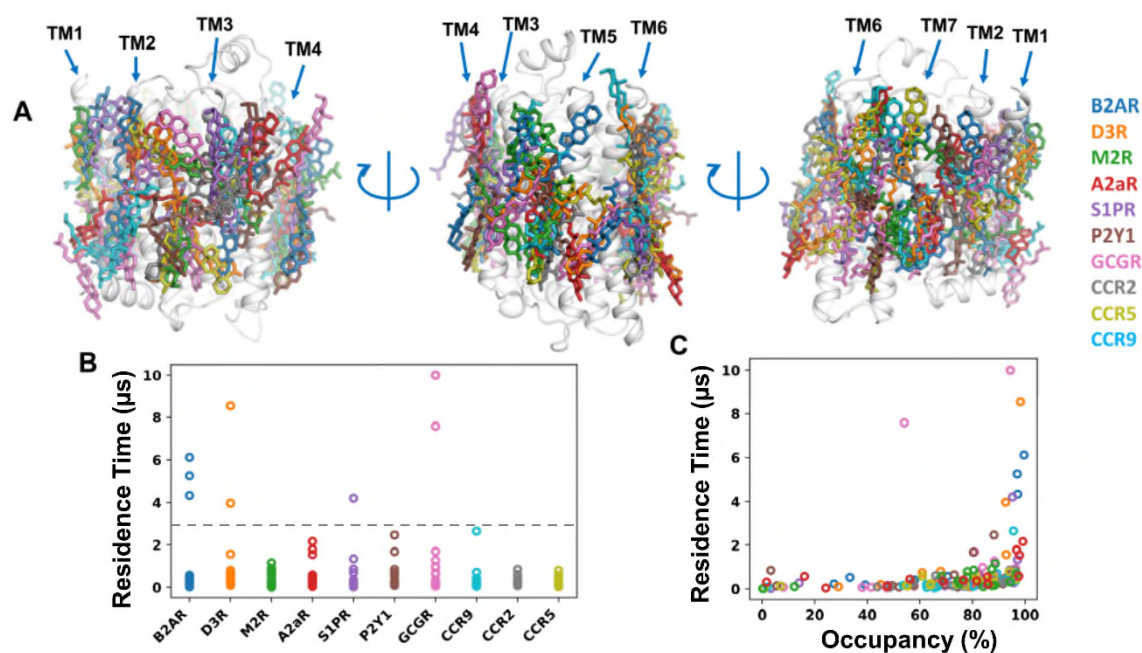 TM1
TM2
TM3
TM4
TM4
TM3
TM5
TM6
TM6
TM7
TM2
TM1
A
B2AR
D3R
M2R
A2aR
S1PR
P2Y1
GCGR
CCR2
CCR5
CCR9
B
Residence Time (µs)
10
8
6
4
2
0
B2AR
D3R
M2R
A2aR
S1PR
P2Y1
GCGR
CCR9
CCR2
CCR5
C
Residence Time (µs)
10
8
6
4
2
0
0
20
40
60
80
100
Occupancy (%)